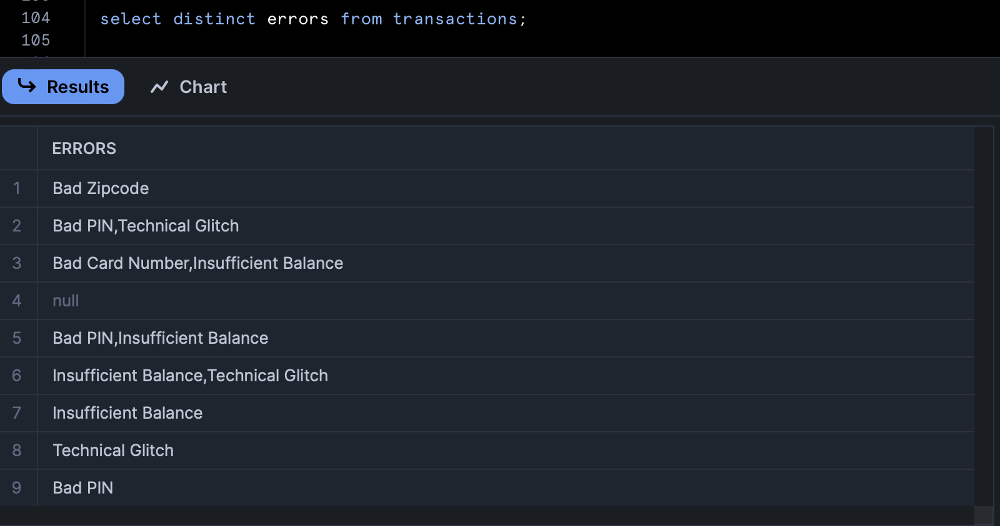 104 select distinct errors from transactions;
105
Results Chart
ERRORS
1 Bad Zipcode
2 Bad PIN,Technical Glitch
3 Bad Card Number,Insufficient Balance
4 null
5 Bad PIN,Insufficient Balance
6 Insufficient Balance,Technical Glitch
7 Insufficient Balance
8 Technical Glitch
9 Bad PIN